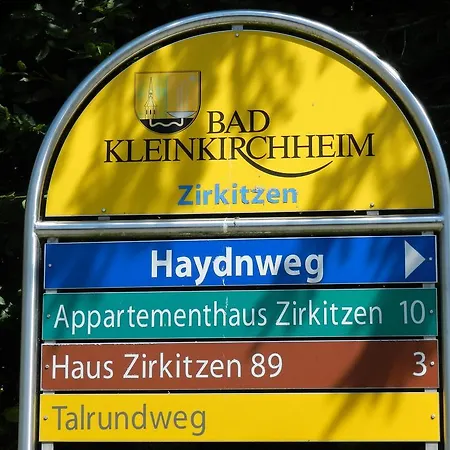 BAD
KLEINKIRCHHEIM
Zirkitzen
Haydnweg
Appartementhaus Zirkitzen 10
Haus Zirkitzen 89 3
Talrundweg